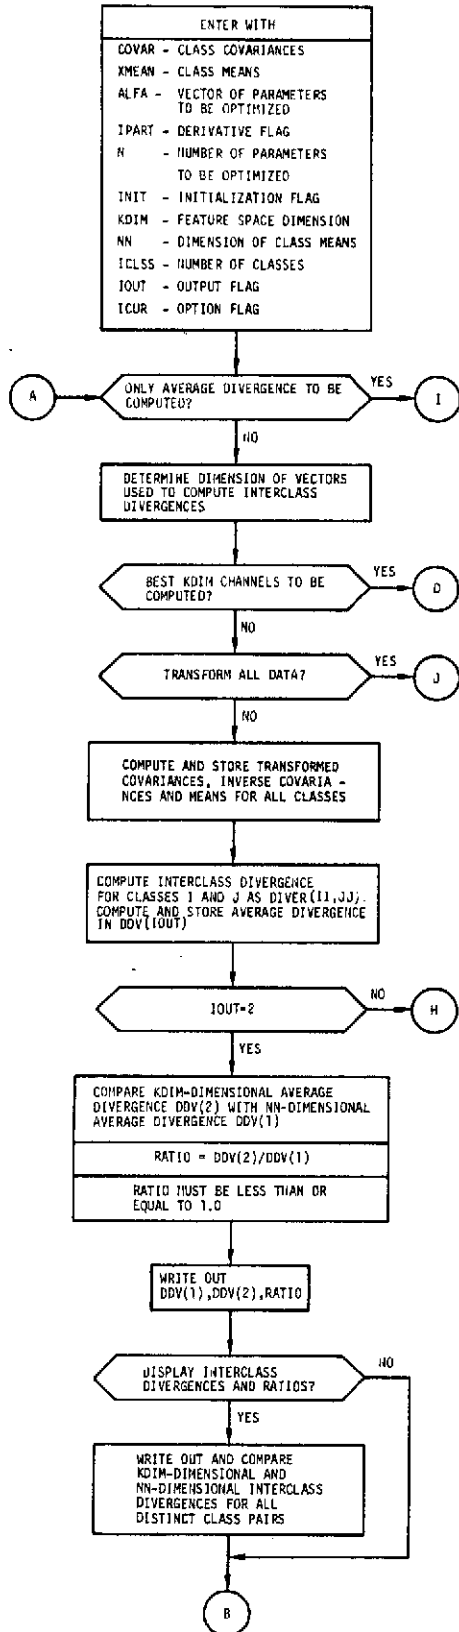 ENTER WITH
COVAR - CLASS COVARIANCES
XMEAN - CLASS MEANS
ALFA - VECTOR OF PARAMETERS
TO BE OPTIMIZED
IPART - DERIVATIVE FLAG
N - NUMBER OF PARAMETERS
TO BE OPTIMIZED
INIT - INITIALIZATION FLAG
KDIM - FEATURE SPACE DIMENSION
NN - DIMENSION OF CLASS MEANS
ICLSS - NUMBER OF CLASSES
IOUT - OUTPUT FLAG
ICUR - OPTION FLAG
A
ONLY AVERAGE DIVERGENCE TO BE
COMPUTED?
YES
I
NO
DETERMINE DIMENSION OF VECTORS
USED TO COMPUTE INTERCLASS
DIVERGENCES
BEST KDIM CHANNELS TO BE
COMPUTED?
YES
D
NO
TRANSFORM ALL DATA?
YES
J
NO
COMPUTE AND STORE TRANSFORMED
COVARIANCES, INVERSE COVARIA -
NCES AND MEANS FOR ALL CLASSES
COMPUTE INTERCLASS DIVERGENCE
FOR CLASSES I AND J AS DIVER(II,JJ).
COMPUTE AND STORE AVERAGE DIVERGENCE
IN DDV(IOUT)
IOUT=2
NO
H
YES
COMPARE KDIM-DIMENSIONAL AVERAGE
DIVERGENCE DDV(2) WITH NN-DIMENSIONAL
AVERAGE DIVERGENCE DDV(1)
RATIO = DDV(2)/DDV(1)
RATIO MUST BE LESS THAN OR
EQUAL TO 1.0
WRITE OUT
DDV(1),DDV(2),RATIO
DISPLAY INTERCLASS
DIVERGENCES AND RATIOS?
NO
YES
WRITE OUT AND COMPARE
KDIM-DIMENSIONAL AND
NN-DIMENSIONAL INTERCLASS
DIVERGENCES FOR ALL
DISTINCT CLASS PAIRS
B